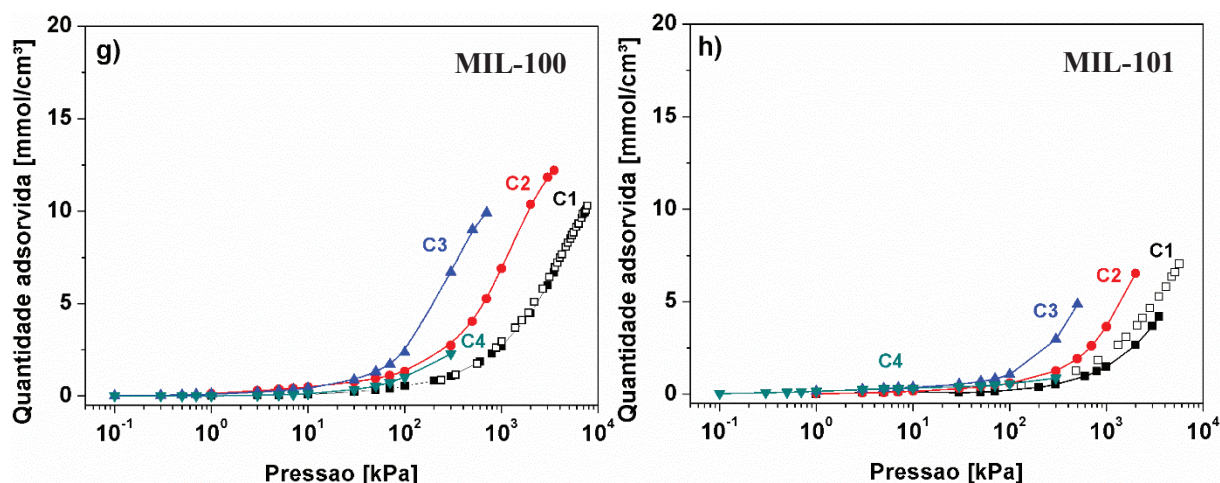 g)
MIL-100
Quantidade adsorvida [mmol/cm³]
20
15
10
5
0
C3
C2
C1
C4
10⁻¹ 10⁰ 10¹ 10² 10³ 10⁴
Pressao [kPa]
h)
MIL-101
Quantidade adsorvida [mmol/cm³]
20
15
10
5
0
C1
C2
C3
C4
10⁻¹ 10⁰ 10¹ 10² 10³ 10⁴
Pressao [kPa]